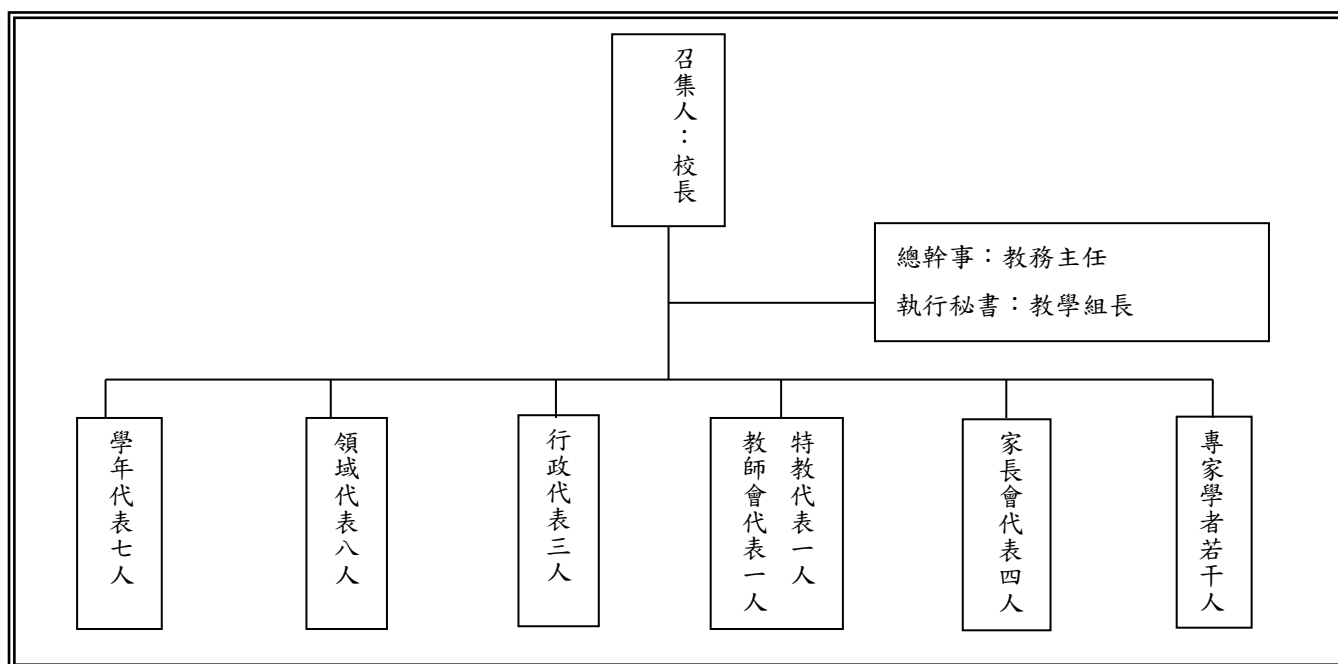 召集人：校長
總幹事：教務主任
執行秘書：教學組長
學年代表七人
領域代表八人
行政代表三人
特教代表一人
教師會代表一人
家長會代表四人
專家學者若干人